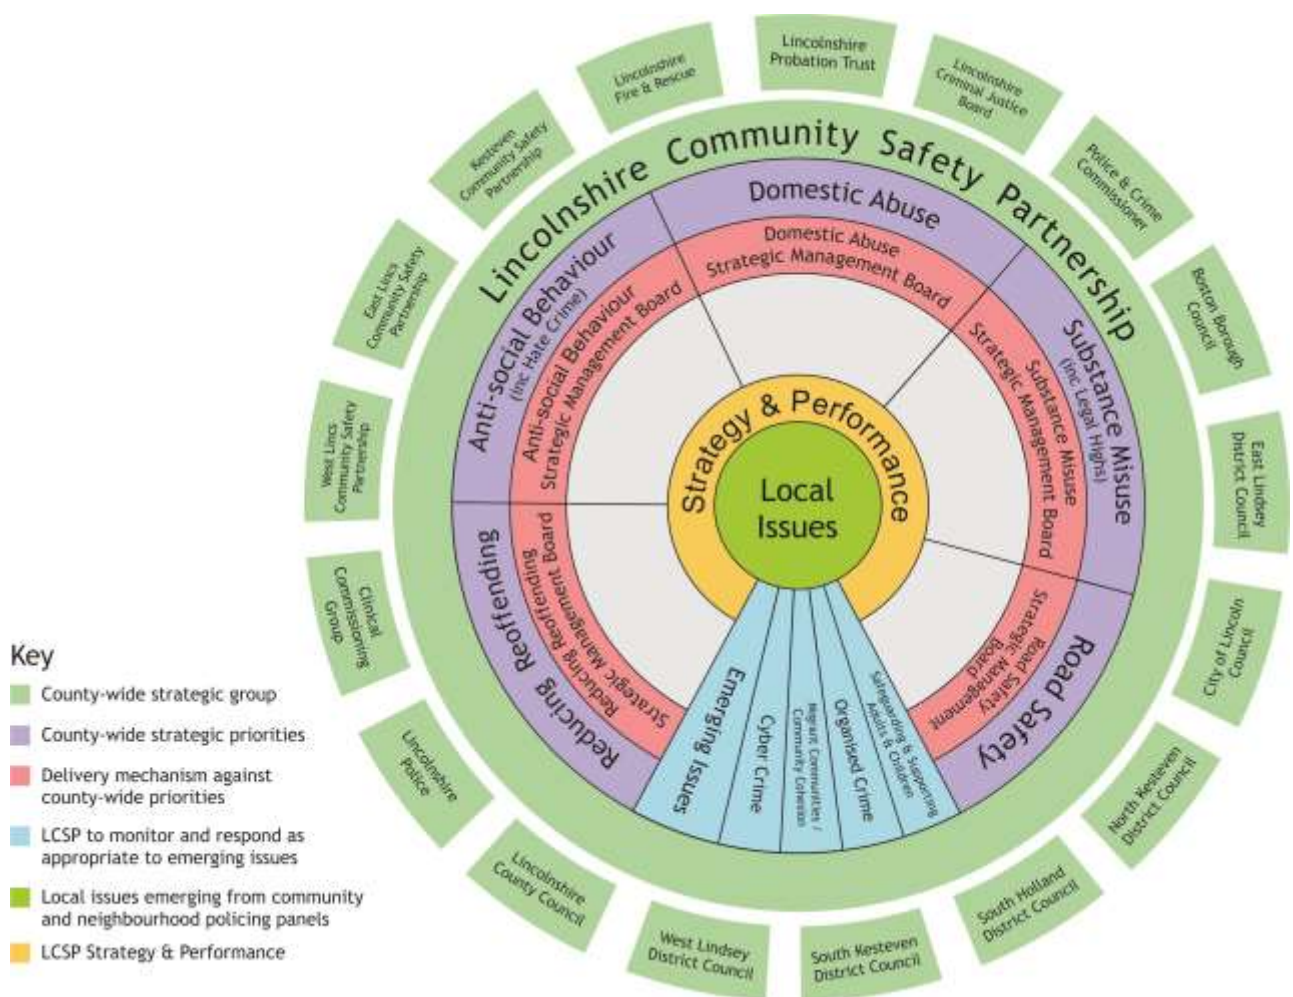 Lincolnshire
Probation Trust
Lincolnshire
Criminal Justice
Board
Police & Crime
Commissioner
Boston Borough
Council
East Lindsey
District Council
City of Lincoln
Council
North Kesteven
District Council
South Holland
District Council
South Kesteven
District Council
West Lindsey
District Council
Lincolnshire
County Council
Lincolnshire
Police
Clinical
Commissioning
Group
West Lincs
Community Safety
Partnership
East Lincs
Community Safety
Partnership
Kesteven
Community Safety
Partnership
Lincolnshire
Fire & Rescue
Lincolnshire Community Safety Partnership
Domestic Abuse
Domestic Abuse
Strategic Management Board
Substance Misuse
(inc Legal Highs)
Substance Misuse
Strategic Management Board
Road Safety
Road Safety
Strategic Management
Board
Reducing Reoffending
Reducing Reoffending
Strategic Management Board
Anti-social Behaviour
(inc Hate Crime)
Anti-social Behaviour
Strategic Management Board
Strategy & Performance
Local
Issues
Emerging Issues
Cyber Crime
Migrant Communities /
Community Cohesion
Organised Crime
Safeguarding & Supporting
Adults & Children
Key
County-wide strategic group
County-wide strategic priorities
Delivery mechanism against
county-wide priorities
LCSP to monitor and respond as
appropriate to emerging issues
Local issues emerging from community
and neighbourhood policing panels
LCSP Strategy & Performance